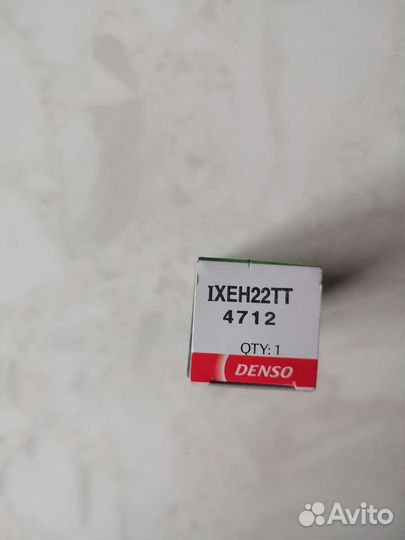 IXEH22TT
4712
QTY: 1
DENSO
Avito